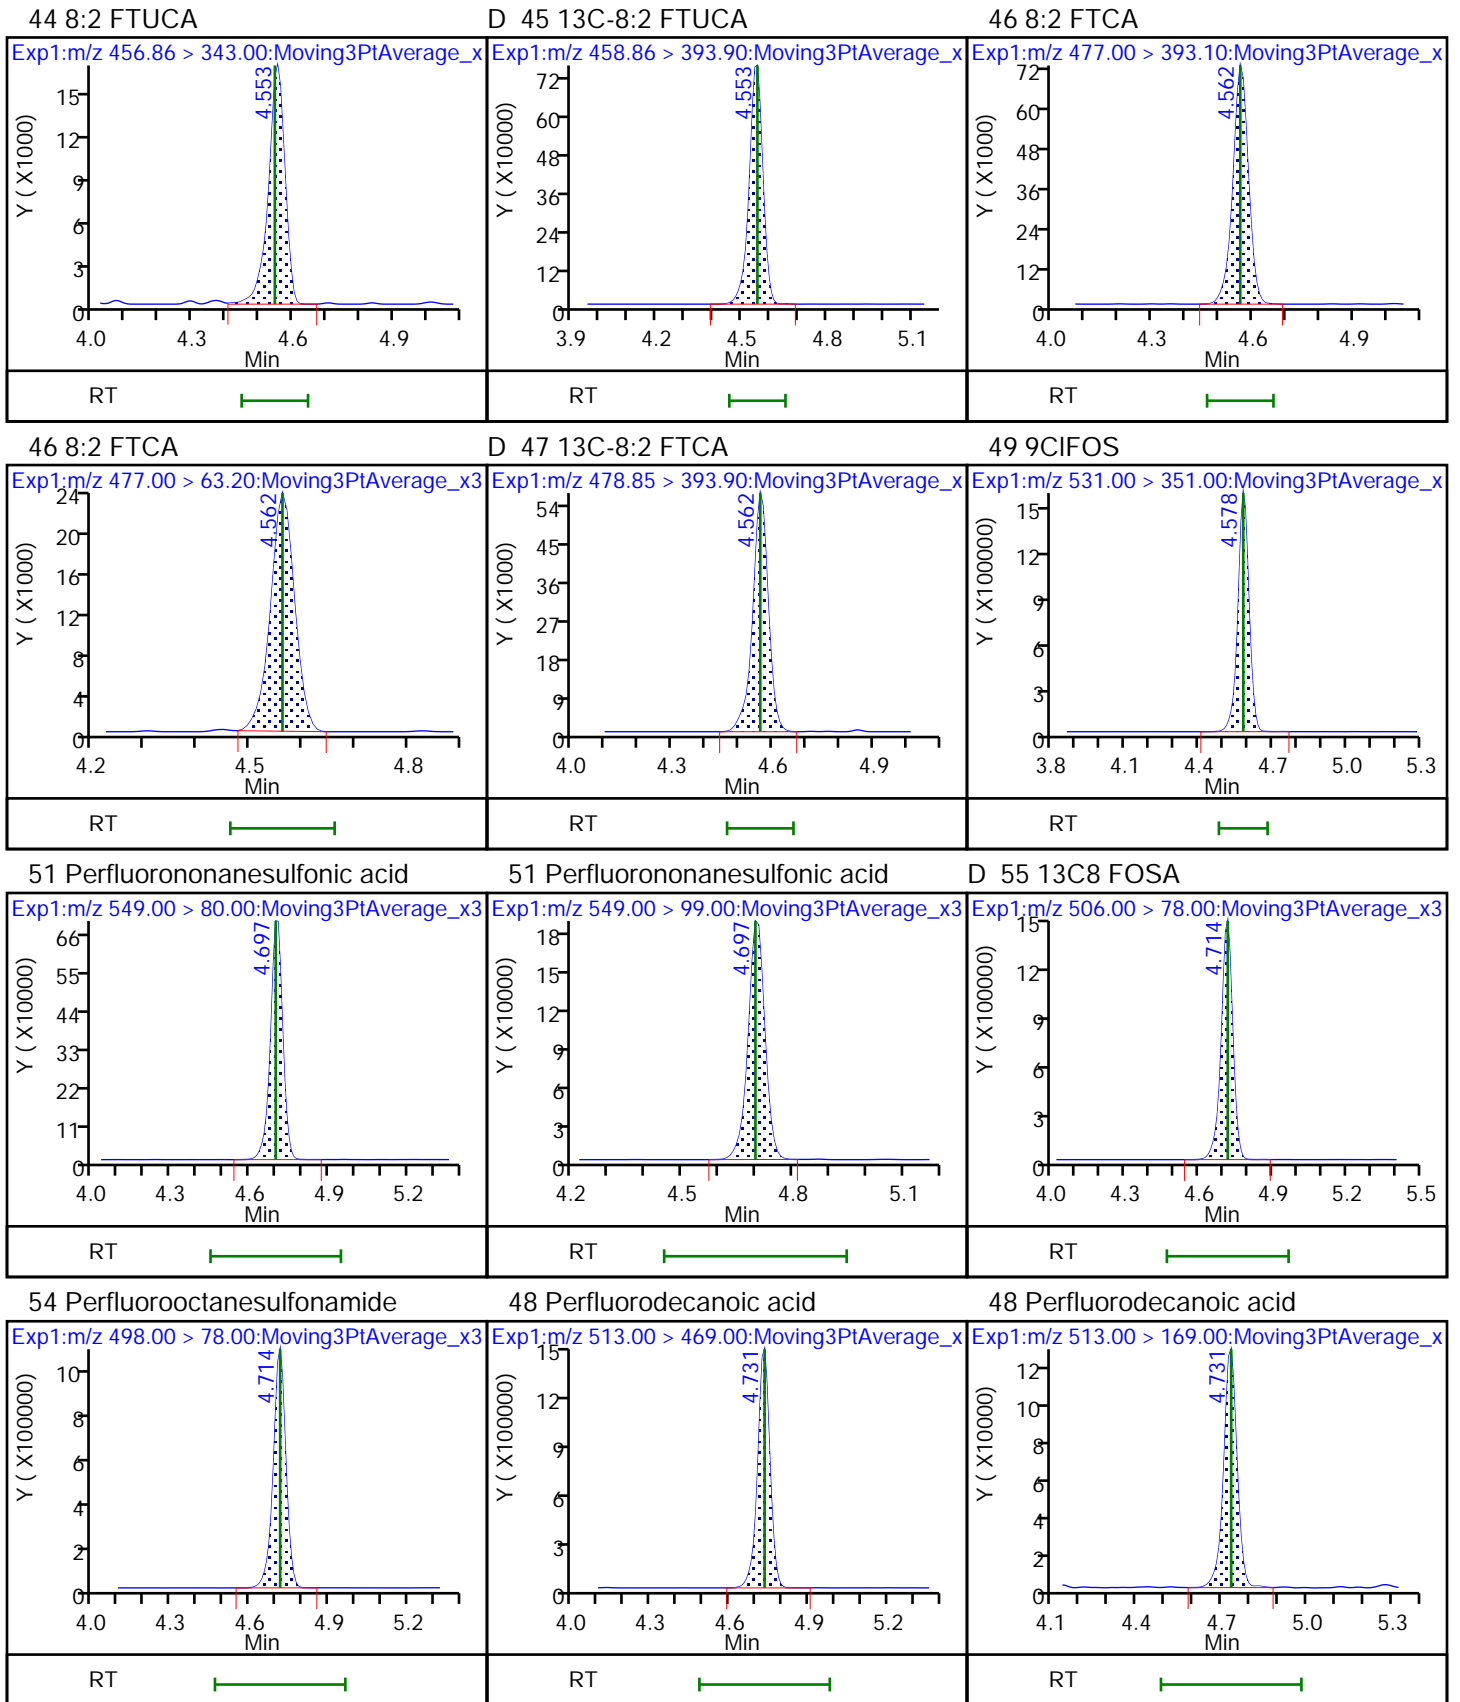 44 8:2 FTUCA
Exp1:m/z 456.86 > 343.00:Moving3PtAverage_x
4.553
Y ( X1000)
15
12
9
6
3
0
4.0 4.3 4.6 4.9
Min
RT
D 45 13C-8:2 FTUCA
Exp1:m/z 458.86 > 393.90:Moving3PtAverage_x
4.553
Y ( X10000)
72
60
48
36
24
12
0
3.9 4.2 4.5 4.8 5.1
Min
RT
46 8:2 FTCA
Exp1:m/z 477.00 > 393.10:Moving3PtAverage_x
4.562
Y ( X1000)
72
60
48
36
24
12
0
4.0 4.3 4.6 4.9
Min
RT
46 8:2 FTCA
Exp1:m/z 477.00 > 63.20:Moving3PtAverage_x3
4.562
Y ( X1000)
24
20
16
12
8
4
0
4.2 4.5 4.8
Min
RT
D 47 13C-8:2 FTCA
Exp1:m/z 478.85 > 393.90:Moving3PtAverage_x
4.562
Y ( X1000)
54
45
36
27
18
9
0
4.0 4.3 4.6 4.9
Min
RT
49 9ClFOS
Exp1:m/z 531.00 > 351.00:Moving3PtAverage_x
4.578
Y ( X100000)
15
12
9
6
3
0
3.8 4.1 4.4 4.7 5.0 5.3
Min
RT
51 Perfluorononanesulfonic acid
Exp1:m/z 549.00 > 80.00:Moving3PtAverage_x3
4.697
Y ( X10000)
66
55
44
33
22
11
0
4.0 4.3 4.6 4.9 5.2
Min
RT
51 Perfluorononanesulfonic acid
Exp1:m/z 549.00 > 99.00:Moving3PtAverage_x3
4.697
Y ( X10000)
18
15
12
9
6
3
0
4.2 4.5 4.8 5.1
Min
RT
D 55 13C8 FOSA
Exp1:m/z 506.00 > 78.00:Moving3PtAverage_x3
4.714
Y ( X100000)
15
12
9
6
3
0
4.0 4.3 4.6 4.9 5.2 5.5
Min
RT
54 Perfluorooctanesulfonamide
Exp1:m/z 498.00 > 78.00:Moving3PtAverage_x3
4.714
Y ( X100000)
10
8
6
4
2
0
4.0 4.3 4.6 4.9 5.2
Min
RT
48 Perfluorodecanoic acid
Exp1:m/z 513.00 > 469.00:Moving3PtAverage_x
4.731
Y ( X100000)
15
12
9
6
3
0
4.0 4.3 4.6 4.9 5.2
Min
RT
48 Perfluorodecanoic acid
Exp1:m/z 513.00 > 169.00:Moving3PtAverage_x
4.731
Y ( X10000)
12
10
8
6
4
2
0
4.1 4.4 4.7 5.0 5.3
Min
RT